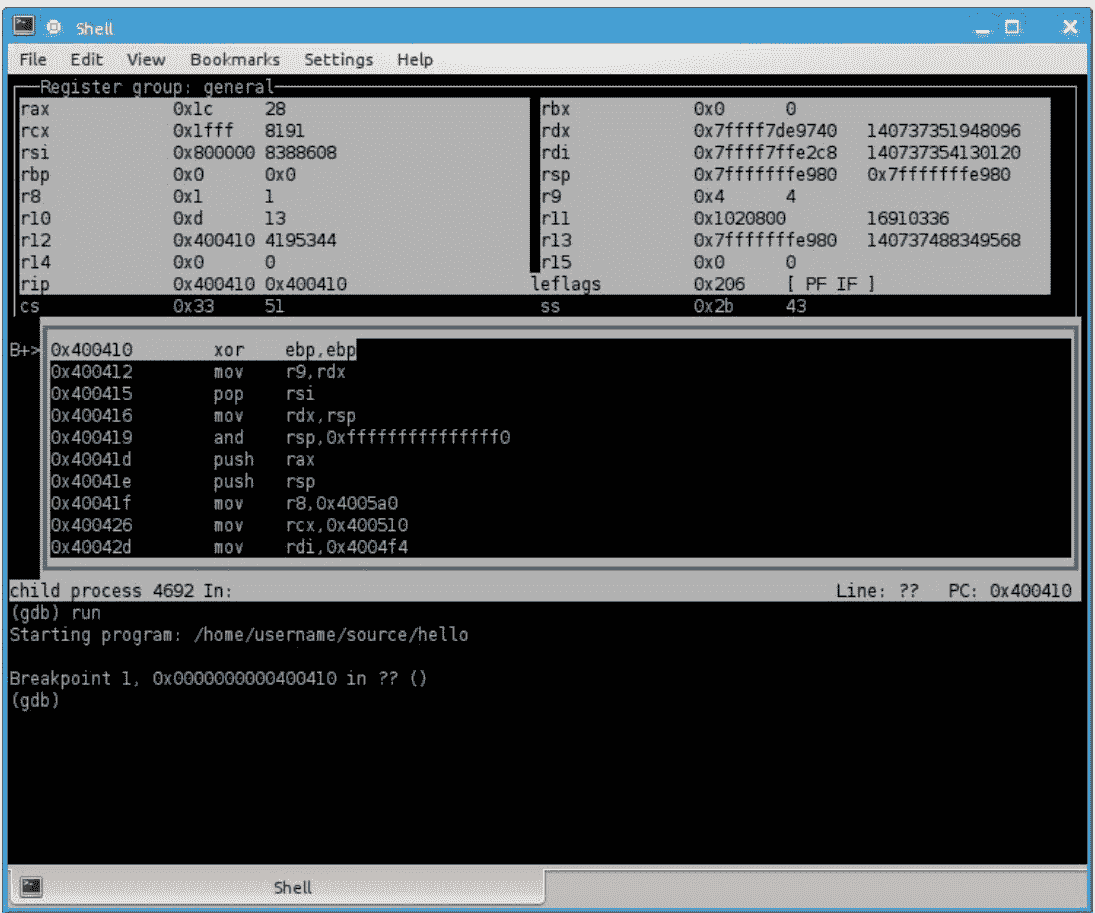 Shell
File Edit View Bookmarks Settings Help
Register group: general
rax 0x1c 28 rbx 0x0 0
rcx 0x1fff 8191 rdx 0x7ffff7de9740 140737351948096
rsi 0x800000 8388608 rdi 0x7ffff7ffe2c8 140737354130120
rbp 0x0 0x0 rsp 0x7fffffffe980 0x7fffffffe980
r8 0x1 1 r9 0x4 4
r10 0xd 13 r11 0x1020800 16910336
r12 0x400410 4195344 r13 0x7fffffffe980 140737488349568
r14 0x0 0 r15 0x0 0
rip 0x400410 0x400410 leflags 0x206 [ PF IF ]
cs 0x33 51 ss 0x2b 43
B+> 0x400410 xor ebp,ebp
0x400412 mov r9,rdx
0x400415 pop rsi
0x400416 mov rdx,rsp
0x400419 and rsp,0xfffffffffffffff0
0x40041d push rax
0x40041e push rsp
0x40041f mov r8,0x4005a0
0x400426 mov rcx,0x400510
0x40042d mov rdi,0x4004f4
child process 4692 In: Line: ?? PC: 0x400410
(gdb) run
Starting program: /home/username/source/hello
Breakpoint 1, 0x0000000000400410 in ?? ()
(gdb)
Shell